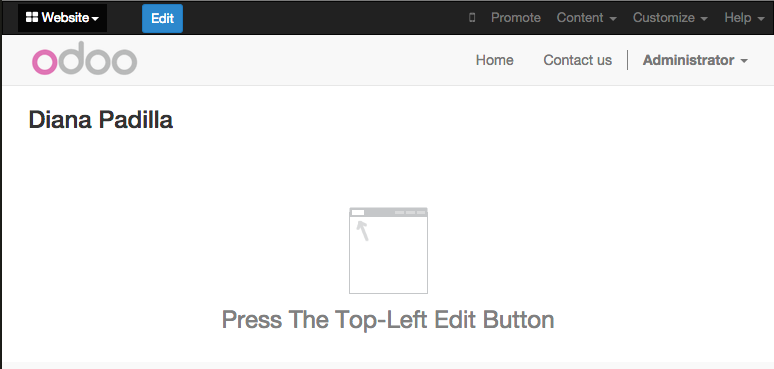 Website Edit Promote Content Customize Help
odoo Home Contact us Administrator
Diana Padilla
Press The Top-Left Edit Button